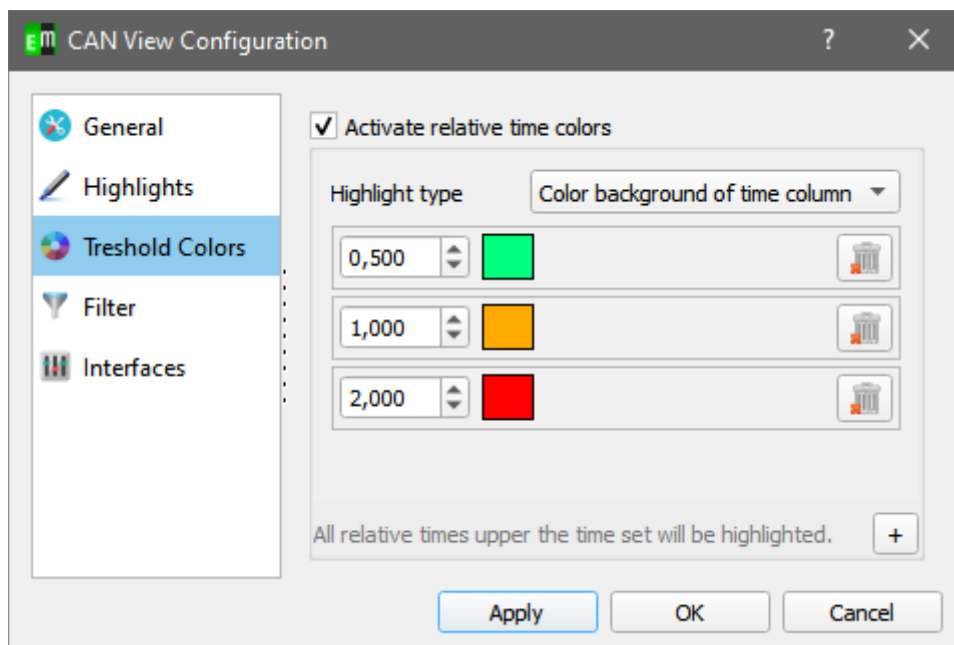 Em CAN View Configuration ?
General
Highlights
Treshold Colors
Filter
Interfaces
Activate relative time colors
Highlight type Color background of time column
0,500
1,000
2,000
All relative times upper the time set will be highlighted. +
Apply OK Cancel